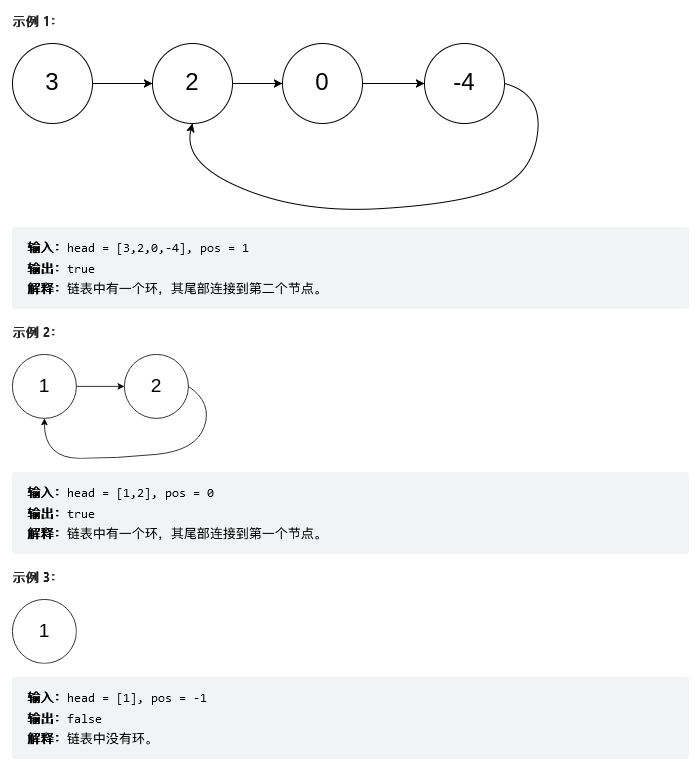 示例 1：
3 2 0 -4
输入：head = [3,2,0,-4], pos = 1
输出：true
解释：链表中有一个环，其尾部连接到第二个节点。
示例 2：
1 2
输入：head = [1,2], pos = 0
输出：true
解释：链表中有一个环，其尾部连接到第一个节点。
示例 3：
1
输入：head = [1], pos = -1
输出：false
解释：链表中没有环。